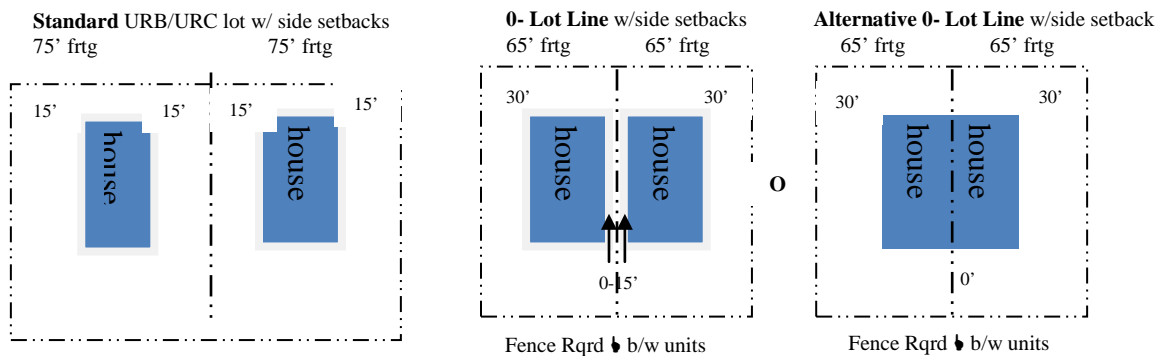 Standard URB/URC lot w/ side setbacks
75’ frtg 75’ frtg
15’ 15’ 15’ 15’
house house
0- Lot Line w/side setbacks
65’ frtg 65’ frtg
30’ 30’
house house
0-15’
Fence Rqrd b/w units
O
Alternative 0- Lot Line w/side setback
65’ frtg 65’ frtg
30’ 30’
house house
0’
Fence Rqrd b/w units